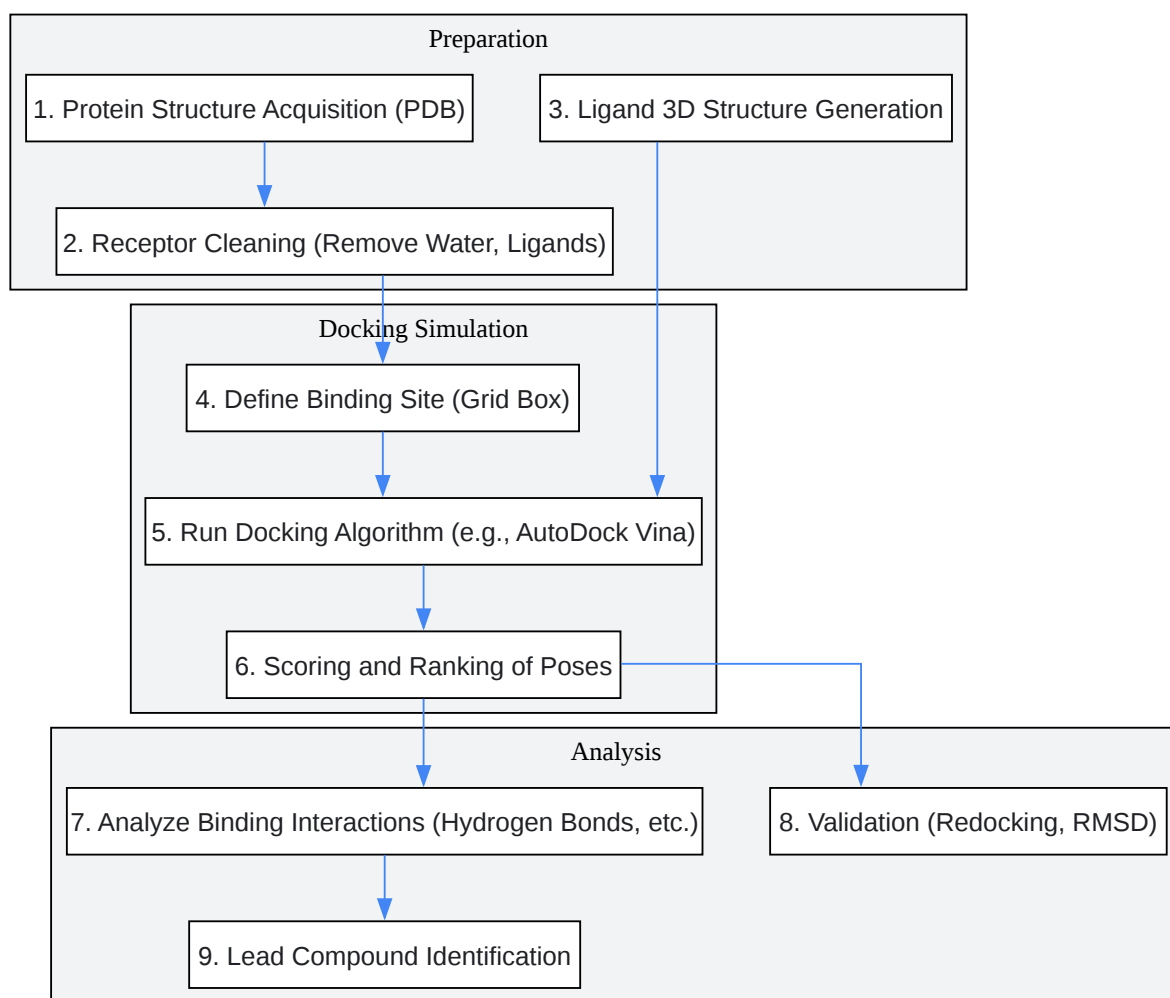 Preparation
1. Protein Structure Acquisition (PDB)
3. Ligand 3D Structure Generation
2. Receptor Cleaning (Remove Water, Ligands)
Docking Simulation
4. Define Binding Site (Grid Box)
5. Run Docking Algorithm (e.g., AutoDock Vina)
6. Scoring and Ranking of Poses
Analysis
7. Analyze Binding Interactions (Hydrogen Bonds, etc.)
8. Validation (Redocking, RMSD)
9. Lead Compound Identification